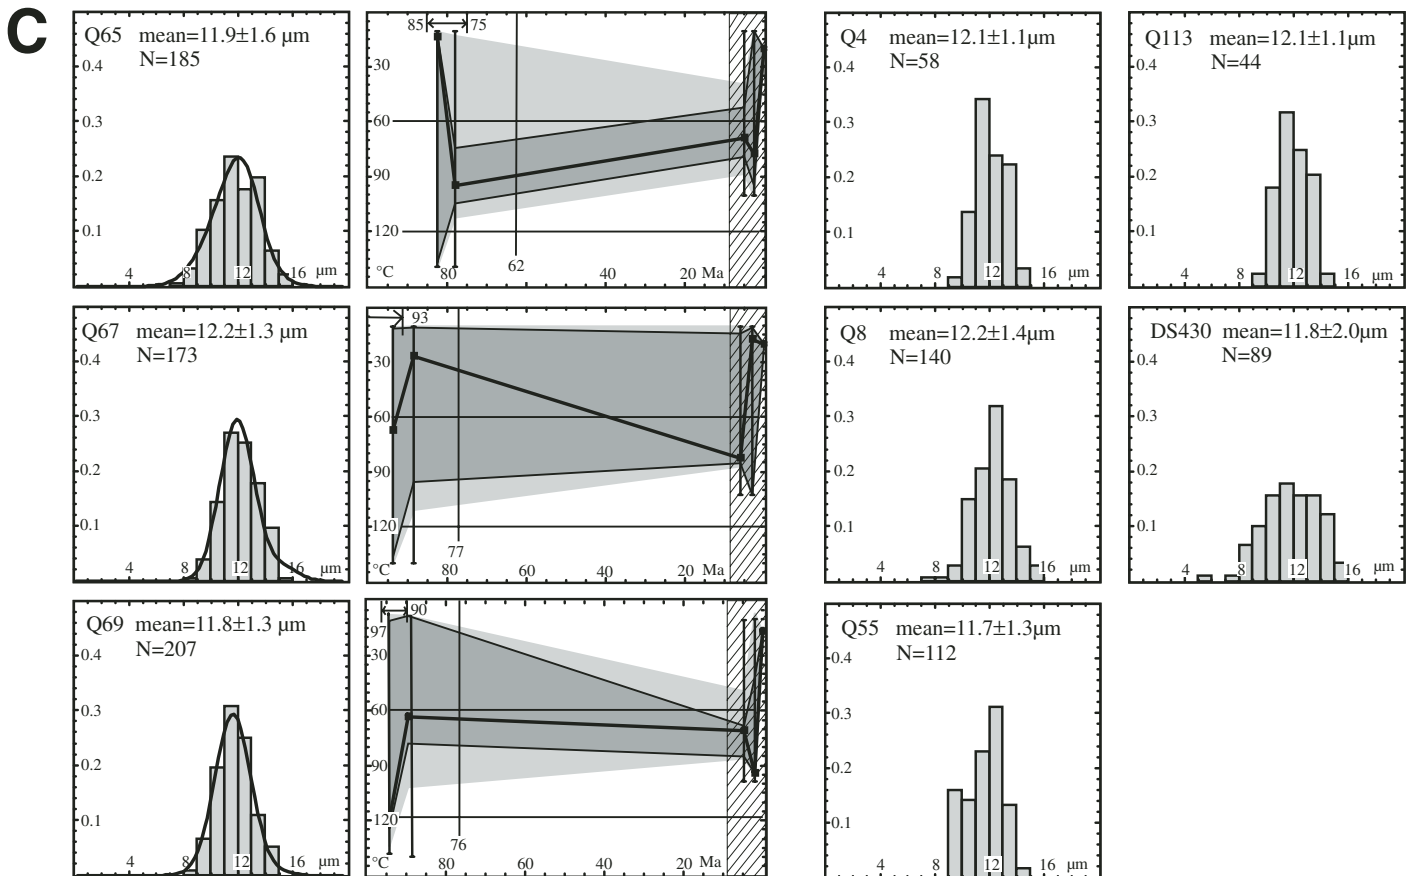 C
Q65 mean=11.9±1.6 µm
N=185
0.4
0.3
0.2
0.1
4 8 12 16 µm
85 75
30
60
90
120
°C 80 62 40 20 Ma
Q4 mean=12.1±1.1µm
N=58
0.4
0.3
0.2
0.1
4 8 12 16 µm
Q113 mean=12.1±1.1µm
N=44
0.4
0.3
0.2
0.1
4 8 12 16 µm
Q67 mean=12.2±1.3 µm
N=173
0.4
0.3
0.2
0.1
4 8 12 16 µm
93
30
60
90
120
77
°C 80 60 40 20 Ma
Q8 mean=12.2±1.4µm
N=140
0.4
0.3
0.2
0.1
4 8 12 16 µm
DS430 mean=11.8±2.0µm
N=89
0.4
0.3
0.2
0.1
4 8 12 16 µm
Q69 mean=11.8±1.3 µm
N=207
0.4
0.3
0.2
0.1
4 8 12 16 µm
90
97
30
60
90
120
76
°C 80 60 40 20 Ma
Q55 mean=11.7±1.3µm
N=112
0.4
0.3
0.2
0.1
4 8 12 16 µm